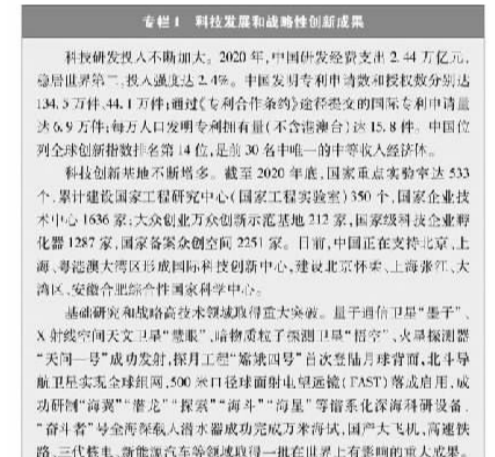 专栏1 科技发展和战略性创新成果
科技研发投入不断加大。2020年,中国研发经费支出2.44万亿元,
稳居世界第二,投入强度达2.4%。中国发明专利申请数和授权数分别达
134.5万件、44.1万件;通过《专利合作条约》途径提交的国际专利申请量
达6.9万件;每万人口发明专利拥有量(不含港澳台)达15.8件。中国位
列全球创新指数排名第14位,是前30名中唯一的中等收入经济体。
科技创新基地不断增多。截至2020年底,国家重点实验室达533
个,累计建设国家工程研究中心(国家工程实验室)350个,国家企业技
术中心1636家;大众创业万众创新示范基地212家,国家级科技企业孵
化器1287家,国家备案众创空间2251家。目前,中国正在支持北京、上
海、粤港澳大湾区形成国际科技创新中心,建设北京怀柔、上海张江、大
湾区、安徽合肥综合性国家科学中心。
基础研究和战略高技术领域取得重大突破。量子通信卫星“墨子”、
X射线空间天文卫星“慧眼”、暗物质粒子探测卫星“悟空”、火星探测器
“天问一号”成功发射,探月工程“嫦娥四号”首次登陆月球背面,北斗导
航卫星实现全球组网,500米口径球面射电望远镜(FAST)落成启用,成
功研制“海翼”“潜龙”“探索”“海斗”“海星”等谱系化深海科研设备,
“奋斗者”号全海深载人潜水器成功完成万米海试,国产大飞机、高速铁
路、三代核电、新能源汽车等领域取得一批在世界上有影响的重大成果。